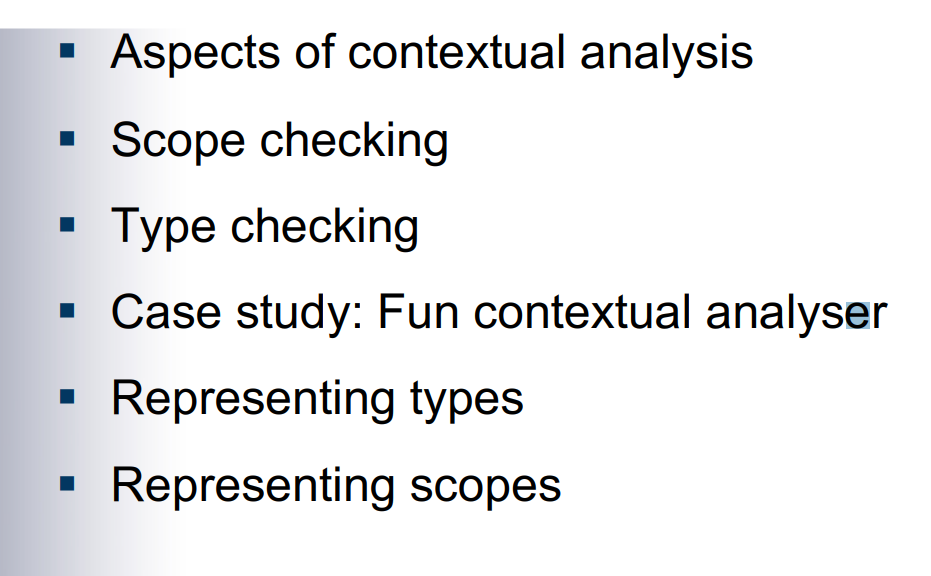 ▪ Aspects of contextual analysis
▪ Scope checking
▪ Type checking
▪ Case study: Fun contextual analyser
▪ Representing types
▪ Representing scopes